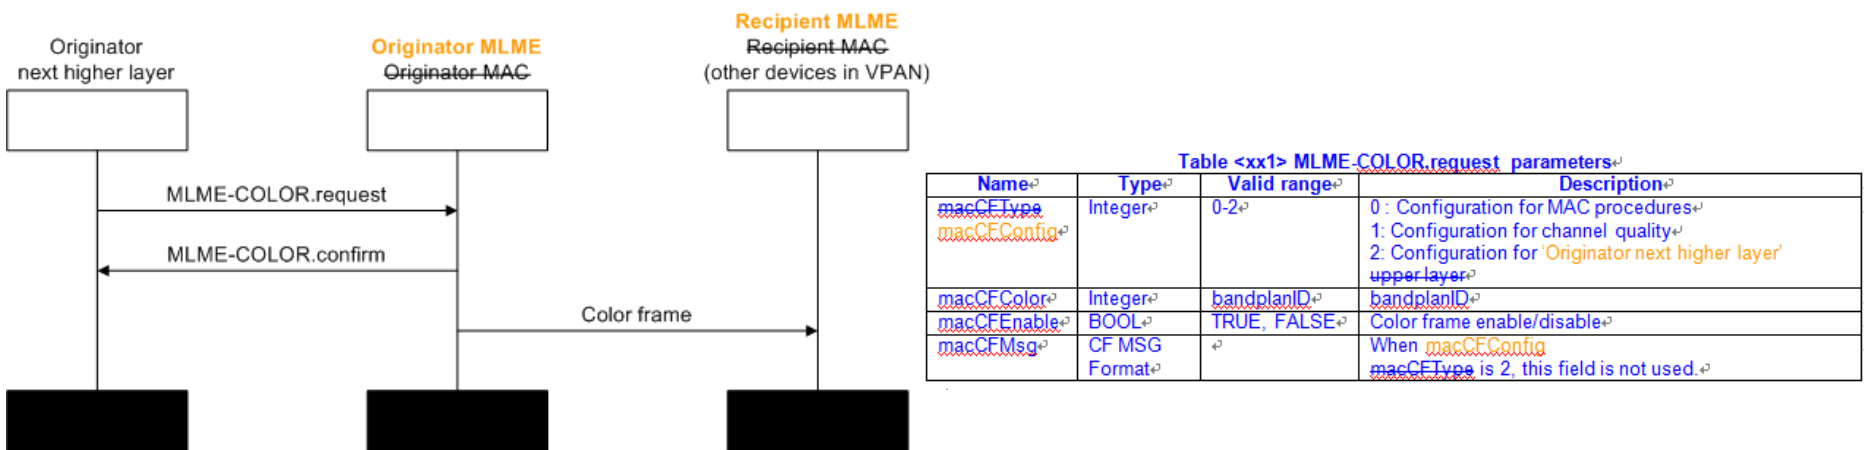 Originator
next higher layer
Originator MLME
Originator MAC
Recipient MLME
Recipient MAC
(other devices in VPAN)
MLME-COLOR.request
MLME-COLOR.confirm
Color frame
Table <xx1> MLME-COLOR.request parameters↵
Name↵ Type↵ Valid range↵ Description↵
macCFType Integer↵ 0-2↵ 0 : Configuration for MAC procedures↵
macCFConfig↵ 1: Configuration for channel quality↵
2: Configuration for ‘Originator next higher layer’
upper layer↵
macCFColor↵ Integer↵ bandplanID↵ bandplanID↵
macCFEnable↵ BOOL↵ TRUE, FALSE↵ Color frame enable/disable↵
macCFMsg↵ CF MSG ↵ When macCFConfig
Format↵ macCFType is 2, this field is not used.↵